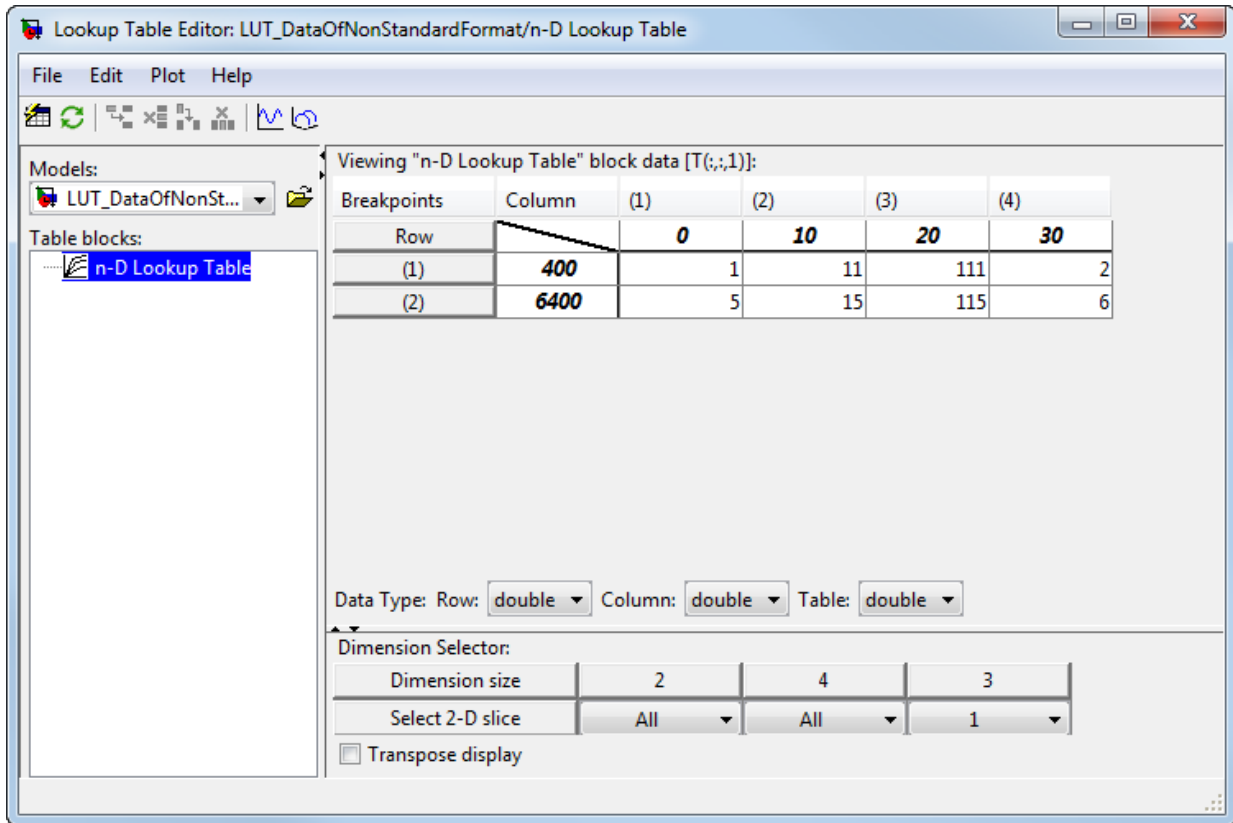 Lookup Table Editor: LUT_DataOfNonStandardFormat/n-D Lookup Table
File Edit Plot Help
Models:
LUT_DataOfNonSt...
Table blocks:
n-D Lookup Table
Viewing "n-D Lookup Table" block data [T(:,:,1)]:
Breakpoints Column (1) (2) (3) (4)
Row 0 10 20 30
(1) 400 1 11 111 2
(2) 6400 5 15 115 6
Data Type: Row: double Column: double Table: double
Dimension Selector:
Dimension size 2 4 3
Select 2-D slice All All 1
Transpose display